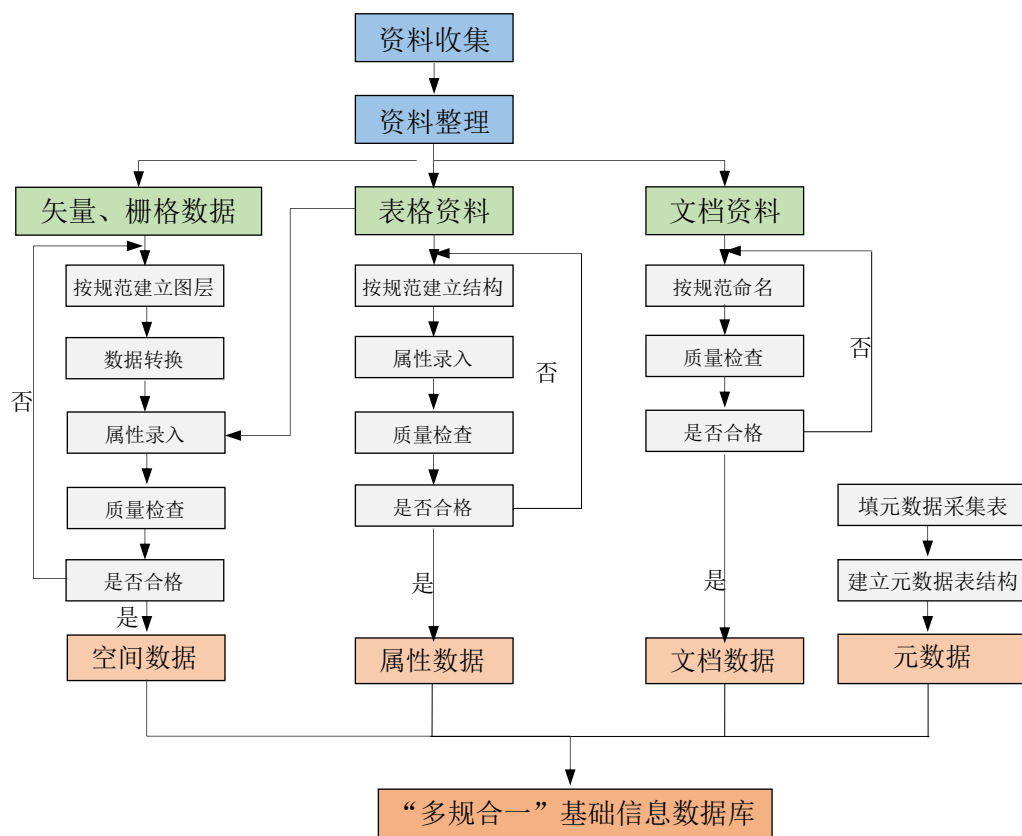 资料收集
资料整理
矢量、栅格数据
表格资料
文档资料
按规范建立图层
数据转换
属性录入
质量检查
是否合格
否
是
空间数据
按规范建立结构
属性录入
质量检查
是否合格
否
是
属性数据
按规范命名
质量检查
是否合格
否
是
文档数据
填元数据采集表
建立元数据表结构
元数据
“多规合一”基础信息数据库